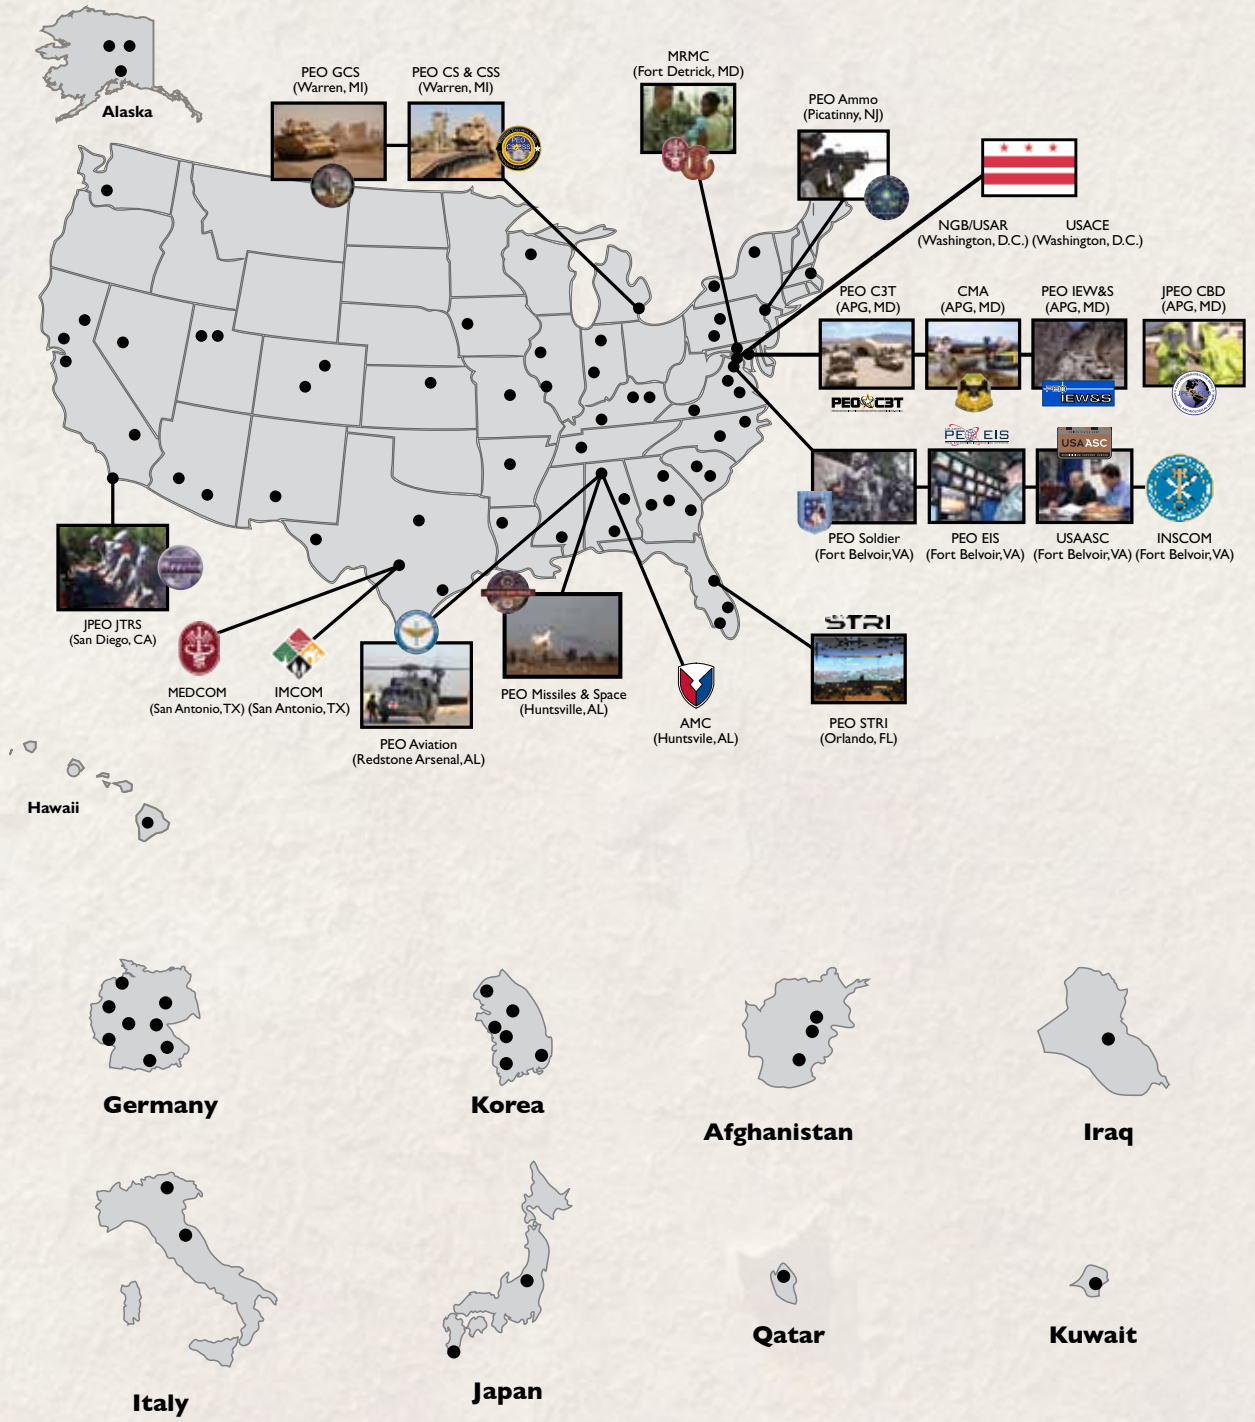 Alaska
PEO GCS
(Warren, MI)
PEO CS & CSS
(Warren, MI)
MRMC
(Fort Detrick, MD)
PEO Ammo
(Picatinny, NJ)
NGB/USAR
(Washington, D.C.)
USACE
(Washington, D.C.)
PEO C3T
(APG, MD)
CMA
(APG, MD)
PEO IEW&S
(APG, MD)
JPEO CBD
(APG, MD)
PEO C3T
PEO
IEW&S
PEO EIS
USAASC
PEO Soldier
(Fort Belvoir, VA)
PEO EIS
(Fort Belvoir, VA)
USAASC
(Fort Belvoir, VA)
INSCOM
(Fort Belvoir, VA)
JPEO JTRS
(San Diego, CA)
MEDCOM
(San Antonio, TX)
IMCOM
(San Antonio, TX)
PEO Aviation
(Redstone Arsenal, AL)
PEO Missiles & Space
(Huntsville, AL)
AMC
(Huntsvile, AL)
STRI
PEO STRI
(Orlando, FL)
Hawaii
Germany
Korea
Afghanistan
Iraq
Italy
Japan
Qatar
Kuwait